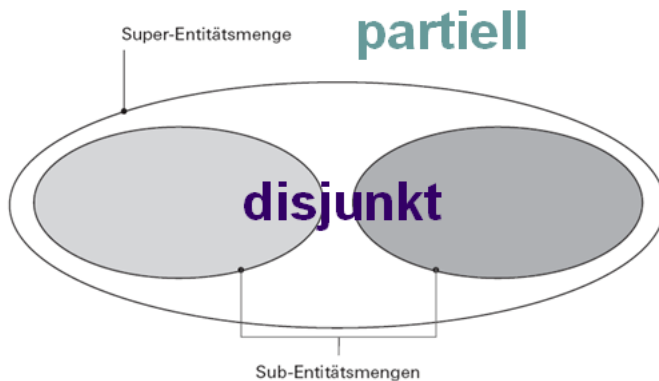 partiell
Super-Entitätsmenge
disjunkt
Sub-Entitätsmengen